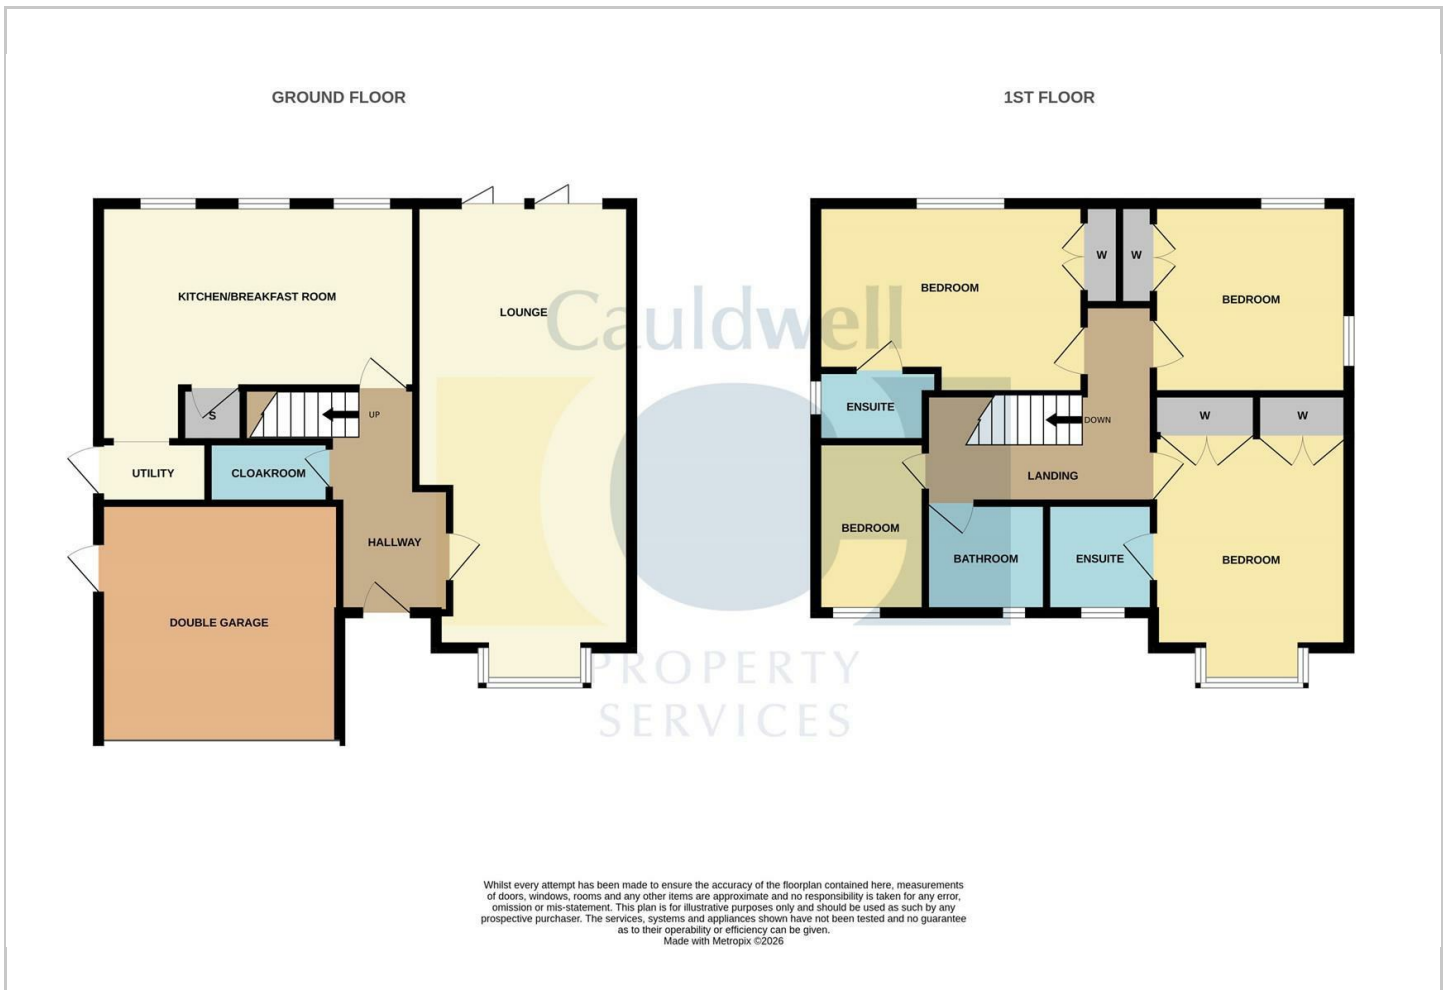 GROUND FLOOR
1ST FLOOR
KITCHEN/BREAKFAST ROOM
LOUNGE
S
UP
UTILITY
CLOAKROOM
HALLWAY
DOUBLE GARAGE
BEDROOM
W
W
BEDROOM
ENSUITE
DOWN
W
W
LANDING
BEDROOM
BATHROOM
ENSUITE
BEDROOM
Cauldwell
PROPERTY
SERVICES
Whilst every attempt has been made to ensure the accuracy of the floorplan contained here, measurements
of doors, windows, rooms and any other items are approximate and no responsibility is taken for any error,
omission or mis-statement. This plan is for illustrative purposes only and should be used as such by any
prospective purchaser. The services, systems and appliances shown have not been tested and no guarantee
as to their operability or efficiency can be given.
Made with Metropix ©2026